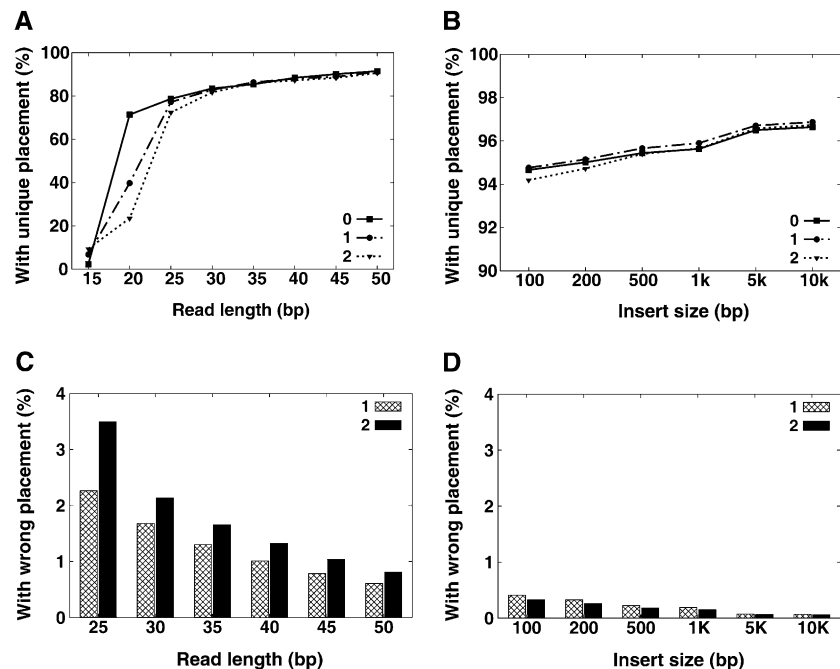 A
With unique placement (%)
100
80
60
40
20
0
0
1
2
15 20 25 30 35 40 45 50
Read length (bp)
B
With unique placement (%)
100
98
96
94
92
90
0
1
2
100 200 500 1k 5k 10k
Insert size (bp)
C
With wrong placement (%)
4
3
2
1
0
1
2
25 30 35 40 45 50
Read length (bp)
D
With wrong placement (%)
4
3
2
1
0
1
2
100 200 500 1K 5K 10K
Insert size (bp)